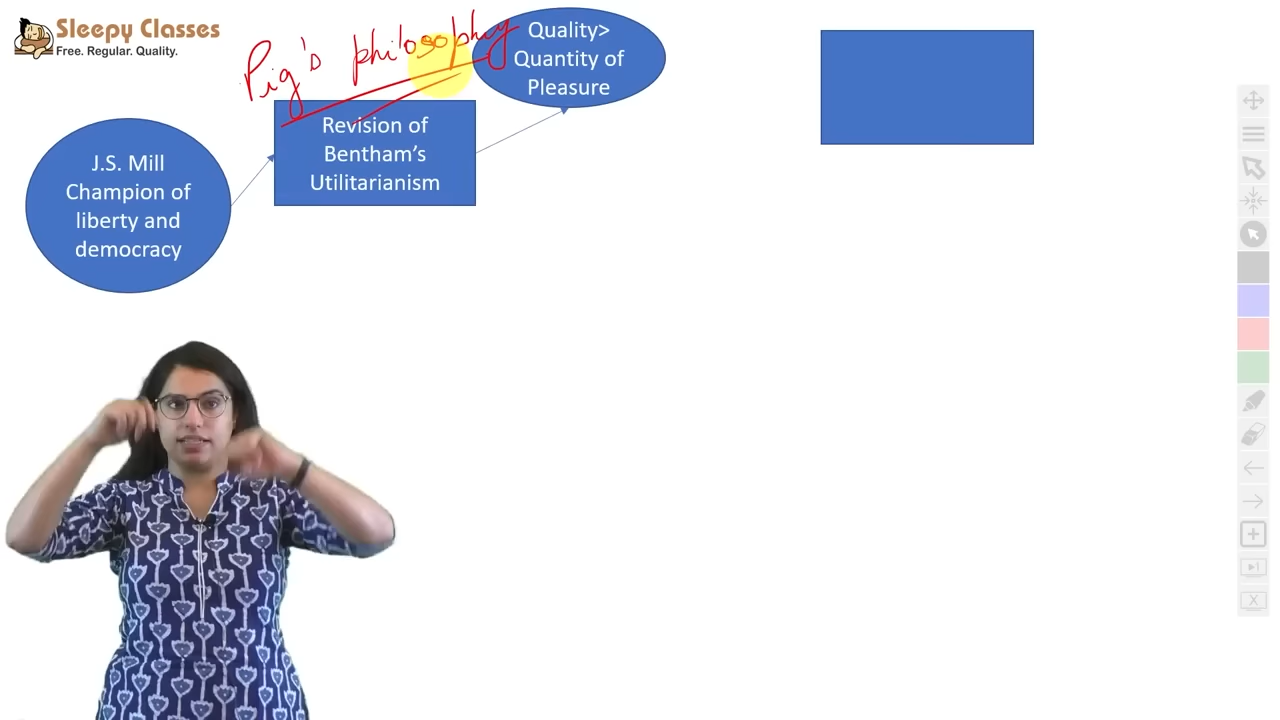 Sleepy Classes
Free. Regular. Quality.
Pig's philosophy
Quality>
Quantity of
Pleasure
Revision of
Bentham's
Utilitarianism
J.S. Mill
Champion of
liberty and
democracy